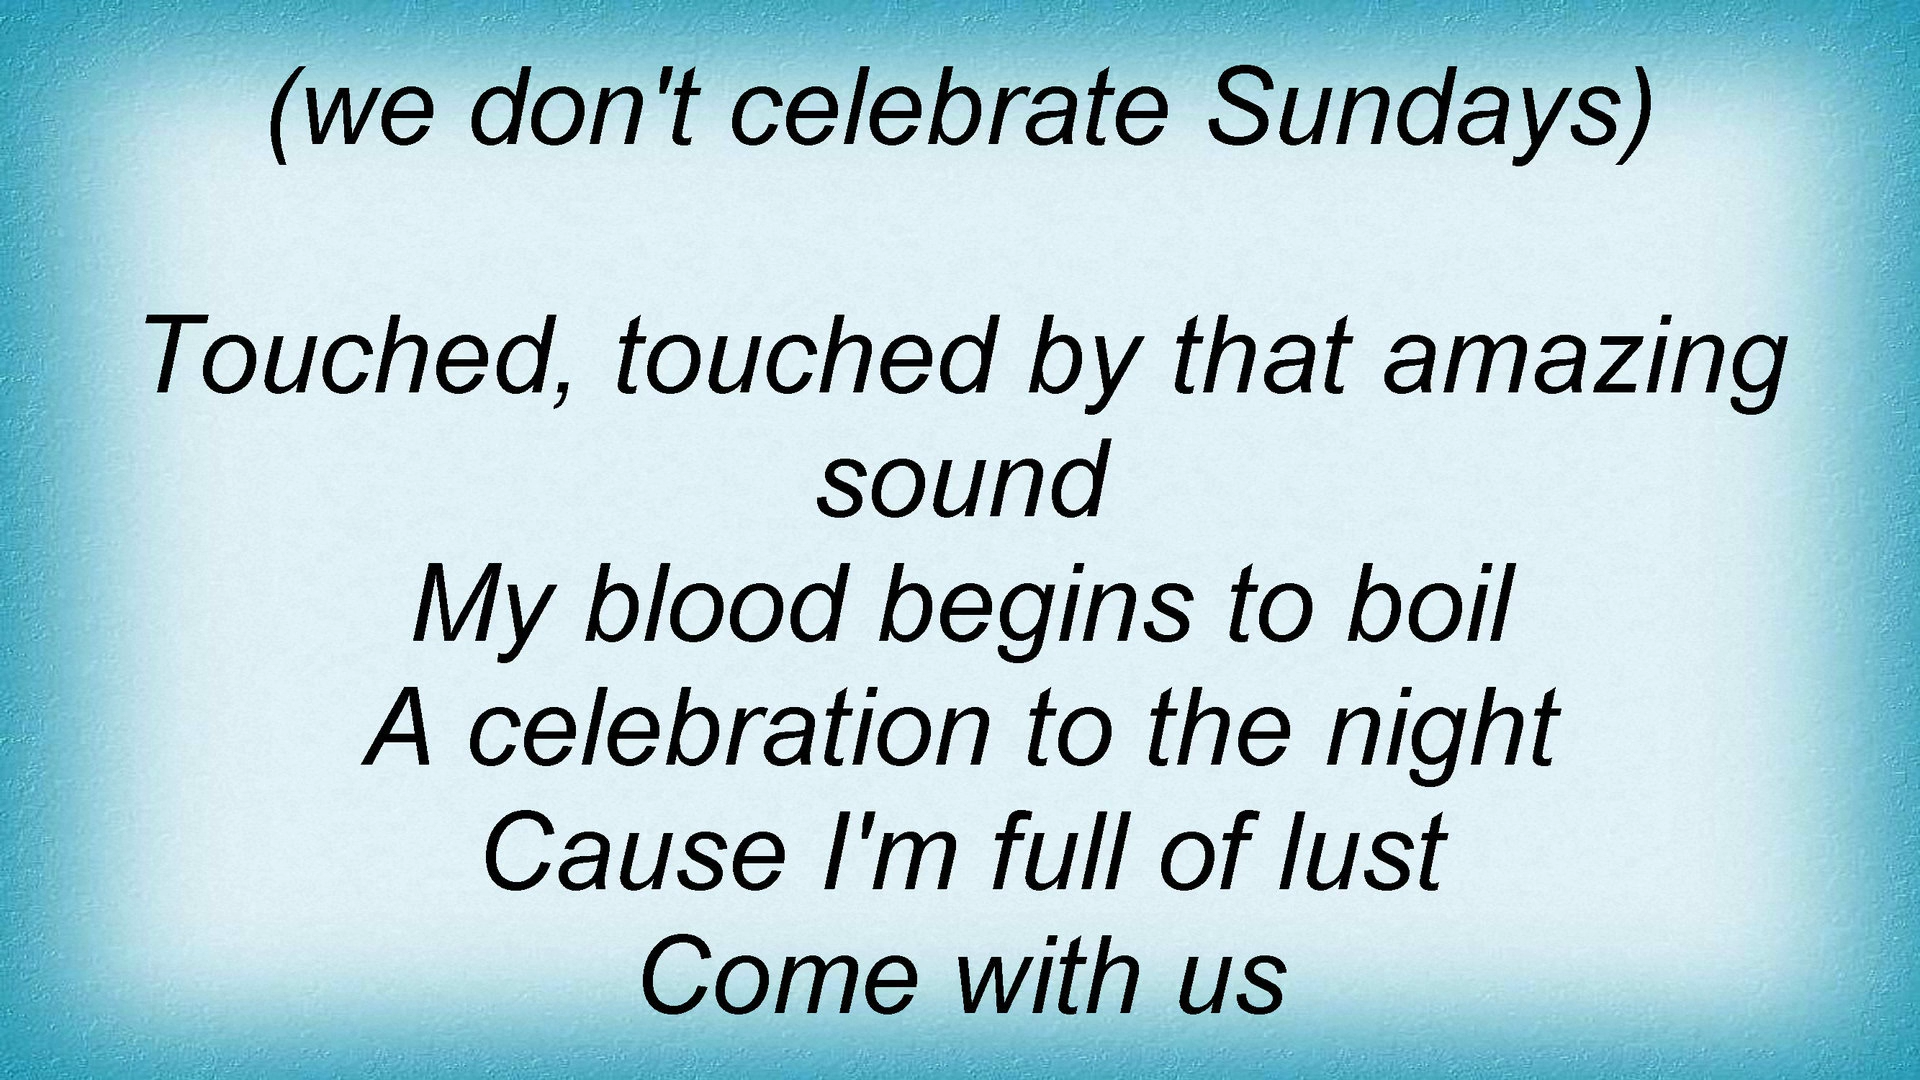 (we don't celebrate Sundays)
Touched, touched by that amazing
sound
My blood begins to boil
A celebration to the night
Cause I'm full of lust
Come with us